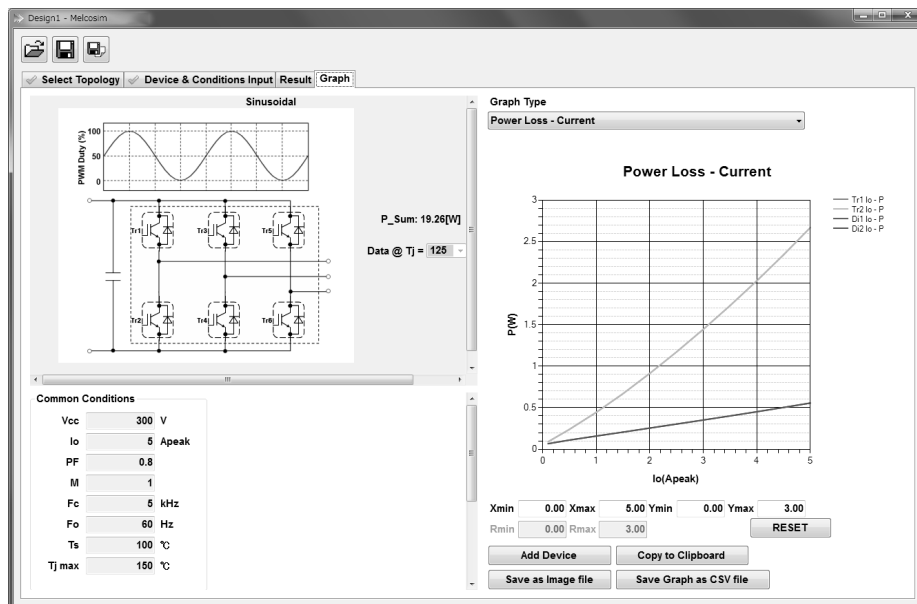 Design1 - Melcosim
Select Topology
Device & Conditions Input
Result
Graph
Sinusoidal
PWM Duty (%)
100
50
0
Tr1
Tr3
Tr5
Tr2
Tr4
Tr6
P_Sum: 19.26[W]
Data @ Tj = 125
Common Conditions
Vcc 300 V
Io 5 Apeak
PF 0.8
M 1
Fc 5 kHz
Fo 60 Hz
Ts 100 ℃
Tj max 150 ℃
Graph Type
Power Loss - Current
Power Loss - Current
Tr1 Io - P
Tr2 Io - P
Di1 Io - P
Di2 Io - P
P(W)
3
2.5
2
1.5
1
0.5
0
0 1 2 3 4 5
Io(Apeak)
Xmin 0.00 Xmax 5.00 Ymin 0.00 Ymax 3.00
Rmin 0.00 Rmax 3.00
RESET
Add Device
Copy to Clipboard
Save as Image file
Save Graph as CSV file